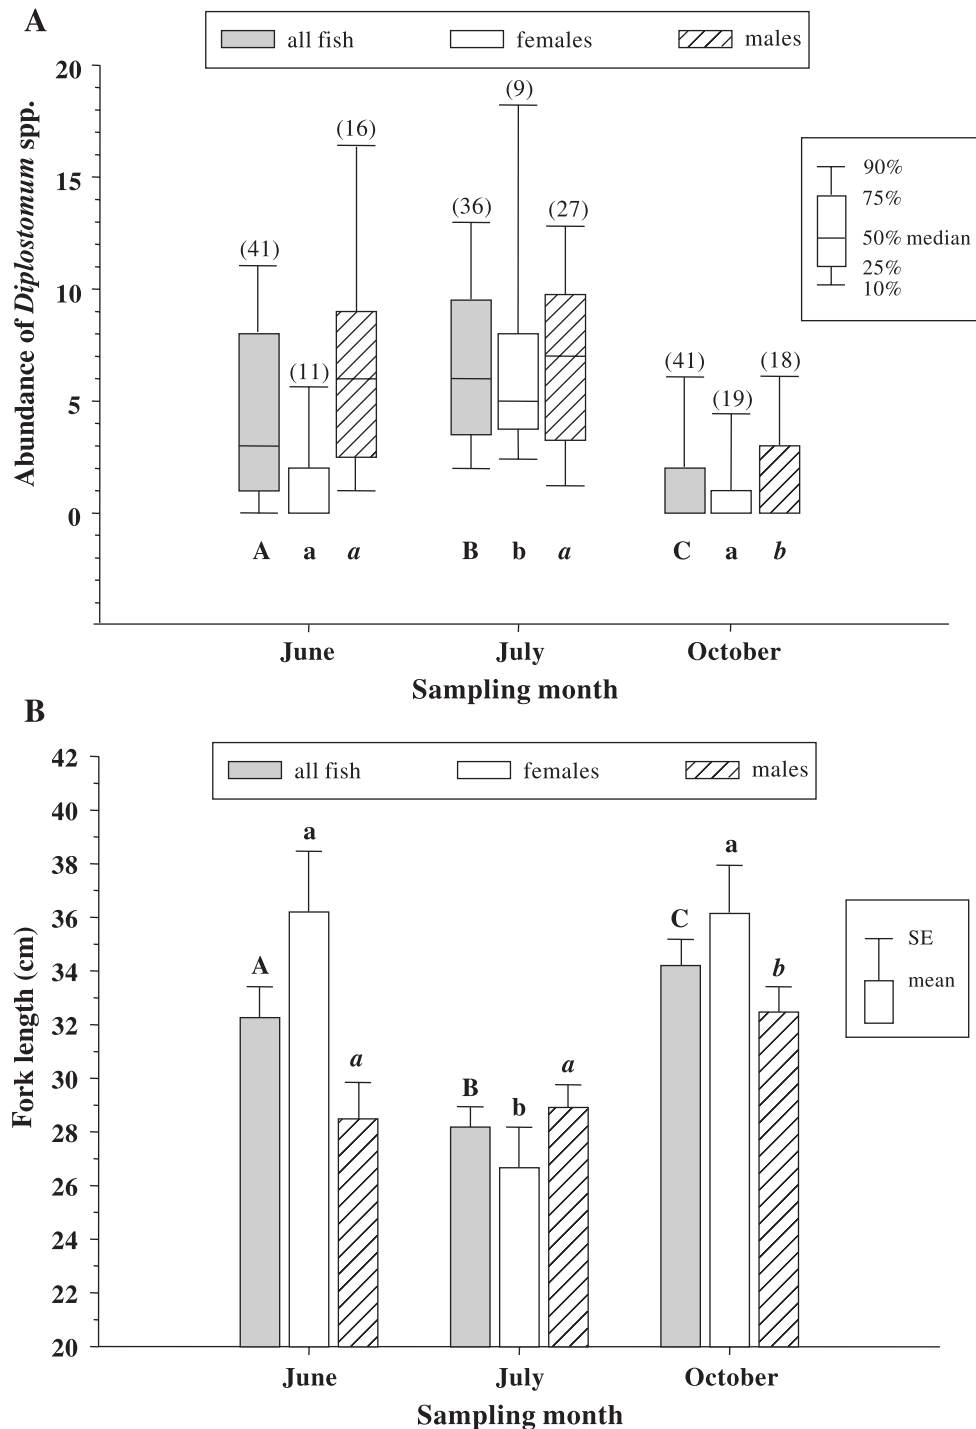 A
all fish females males
20
15
10
5
0
Abundance of Diplostomum spp.
(41) (11) (16) (36) (9) (27) (41) (19) (18)
90%
75%
50% median
25%
10%
A a a B b a C a b
June July October
Sampling month
B
all fish females males
42
40
38
36
34
32
30
28
26
24
22
20
Fork length (cm)
A a a B b a C a b
SE
mean
June July October
Sampling month